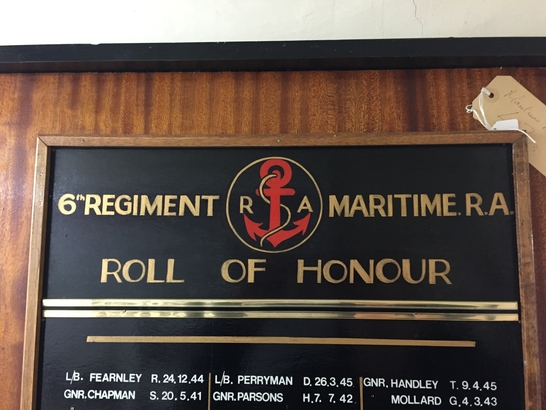 6TH REGIMENT R A MARITIME. R.A.
ROLL OF HONOUR
L/B. FEARNLEY R. 24,12,44 L/B. PERRYMAN D. 26,3,45 GNR. HANDLEY T. 9,4,45
GNR. CHAPMAN S. 20,5,41 GNR. PARSONS H. 7. 7, 42 MOLLARD G, 4, 3, 43